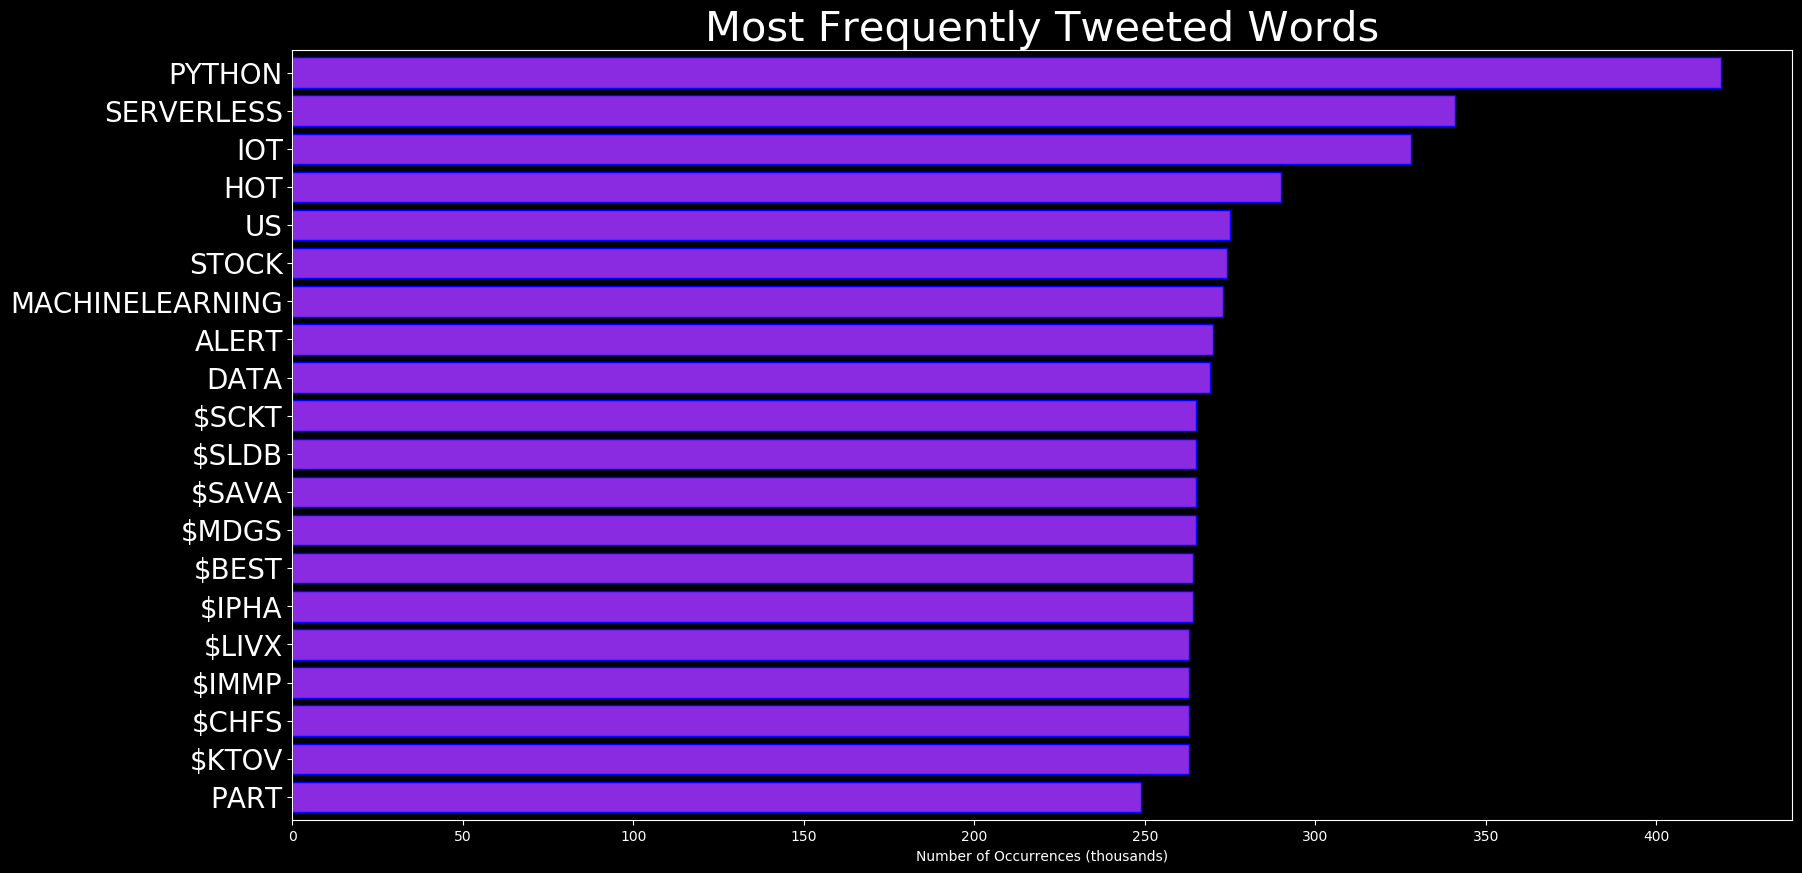 Most Frequently Tweeted Words
PYTHON
SERVERLESS
IOT
HOT
US
STOCK
MACHINELEARNING
ALERT
DATA
$SCKT
$SLDB
$SAVA
$MDGS
$BEST
$IPHA
$LIVX
$IMMP
$CHFS
$KTOV
PART
0 50 100 150 200 250 300 350 400
Number of Occurrences (thousands)